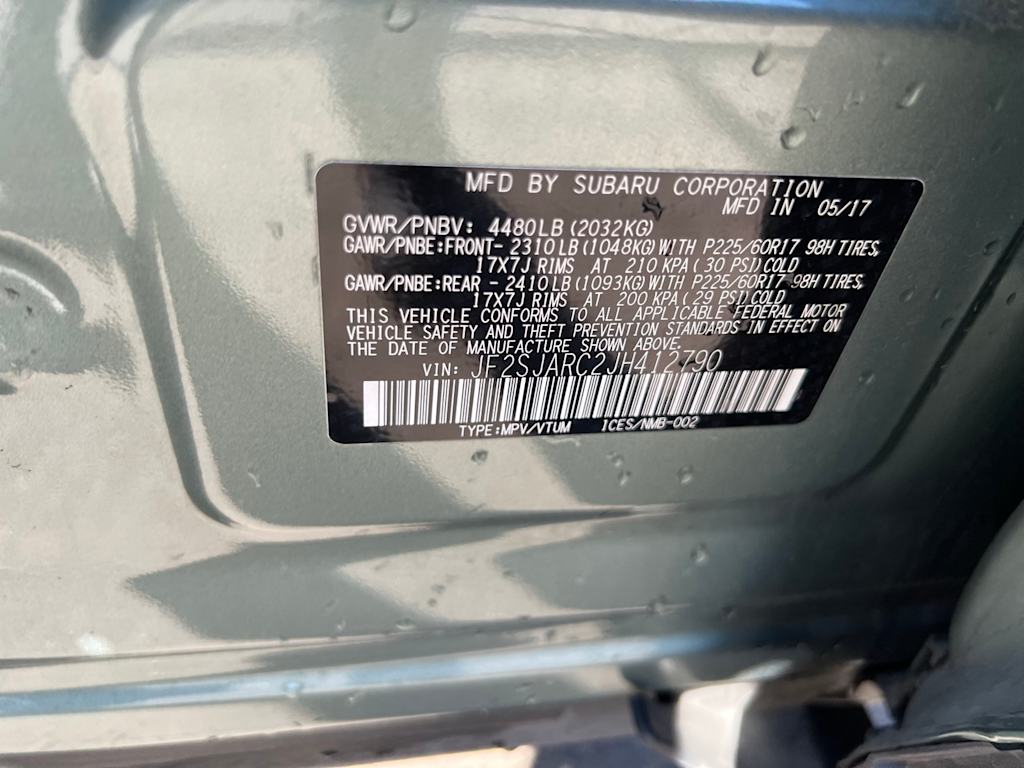 MFD BY SUBARU CORPORATION
MFD IN 05/17
GVWR/PNBV: 4480LB(2032KG)
GAWR/PNBE:FRONT- 2310LB(1048KG)WITH P225/60R17 98H TIRES,
17X7J RIMS AT 210 KPA(30 PSI)COLD
GAWR/PNBE:REAR - 2410LB(1093KG)WITH P225/60R17 98H TIRES,
17X7J RIMS AT 200 KPA(29 PSI)COLD
THIS VEHICLE CONFORMS TO ALL APPLICABLE FEDERAL MOTOR
VEHICLE SAFETY AND THEFT PREVENTION STANDARDS IN EFFECT ON
THE DATE OF MANUFACTURE SHOWN ABOVE.
VIN: JF2SJARC2JH412790
TYPE:MPV/VTUM ICES/NMB-002